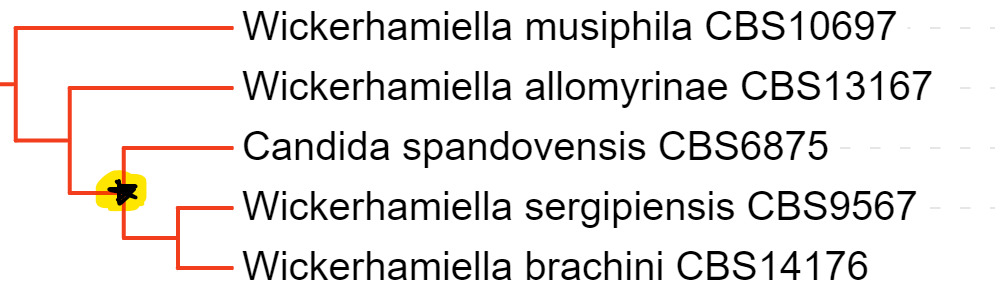 Wickerhamiella musiphila CBS10697
Wickerhamiella allomyrinae CBS13167
Candida spandovensis CBS6875
Wickerhamiella sergipiensis CBS9567
Wickerhamiella brachini CBS14176